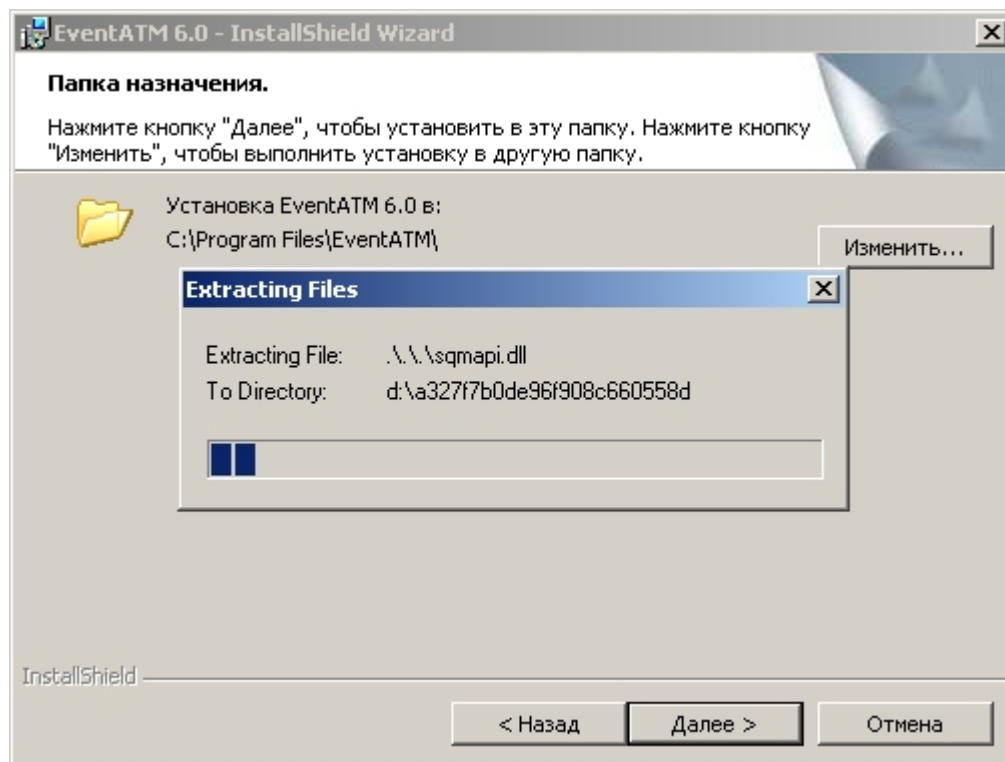 EventATM 6.0 - InstallShield Wizard
Папка назначения.
Нажмите кнопку "Далее", чтобы установить в эту папку. Нажмите кнопку
"Изменить", чтобы выполнить установку в другую папку.
Установка EventATM 6.0 в:
C:\Program Files\EventATM\
Изменить...
Extracting Files
Extracting File: .\.\.\sqmapi.dll
To Directory: d:\a327f7b0de96f908c660558d
InstallShield
< Назад Далее > Отмена